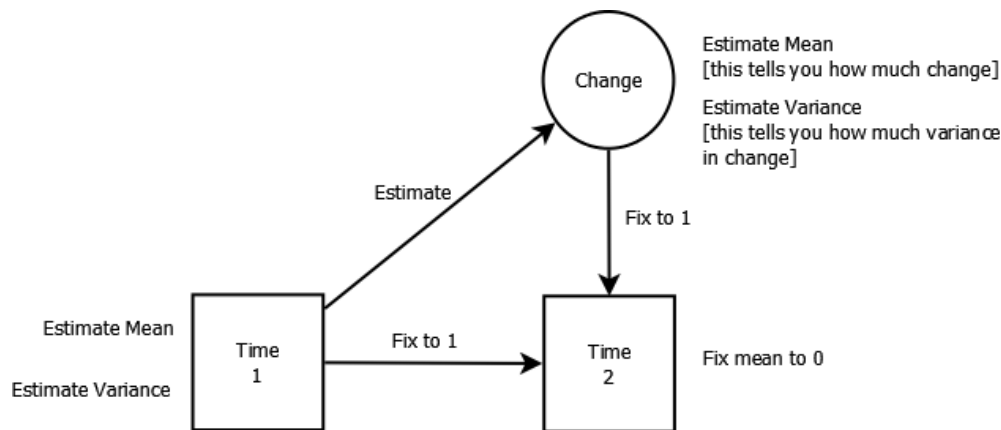 Estimate Mean
[this tells you how much change]
Change
Estimate Variance
[this tells you how much variance
in change]
Estimate
Fix to 1
Estimate Mean
Fix to 1
Time
1
Time
2
Fix mean to 0
Estimate Variance